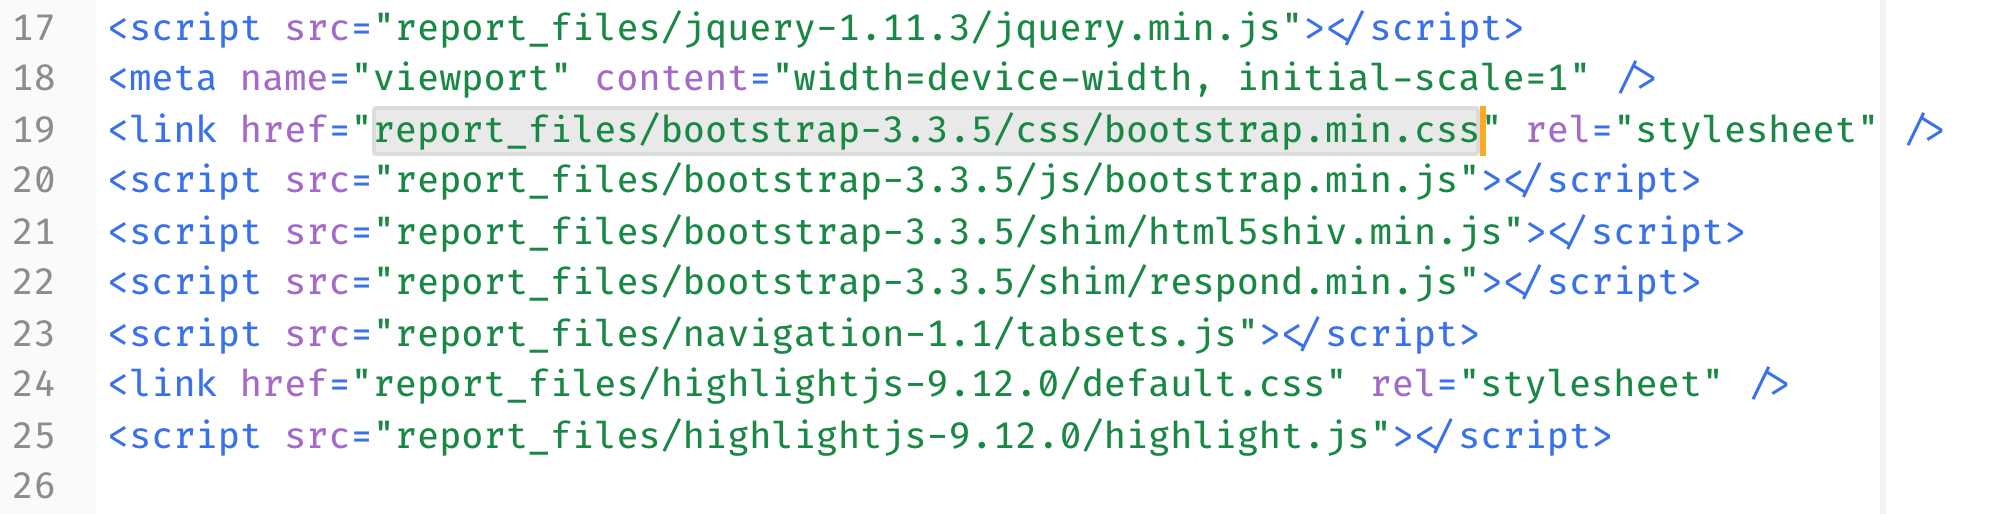 17 <script src="report_files/jquery-1.11.3/jquery.min.js"></script>
18 <meta name="viewport" content="width=device-width, initial-scale=1" />
19 <link href="report_files/bootstrap-3.3.5/css/bootstrap.min.css" rel="stylesheet" />
20 <script src="report_files/bootstrap-3.3.5/js/bootstrap.min.js"></script>
21 <script src="report_files/bootstrap-3.3.5/shim/html5shiv.min.js"></script>
22 <script src="report_files/bootstrap-3.3.5/shim/respond.min.js"></script>
23 <script src="report_files/navigation-1.1/tabsets.js"></script>
24 <link href="report_files/highlightjs-9.12.0/default.css" rel="stylesheet" />
25 <script src="report_files/highlightjs-9.12.0/highlight.js"></script>
26